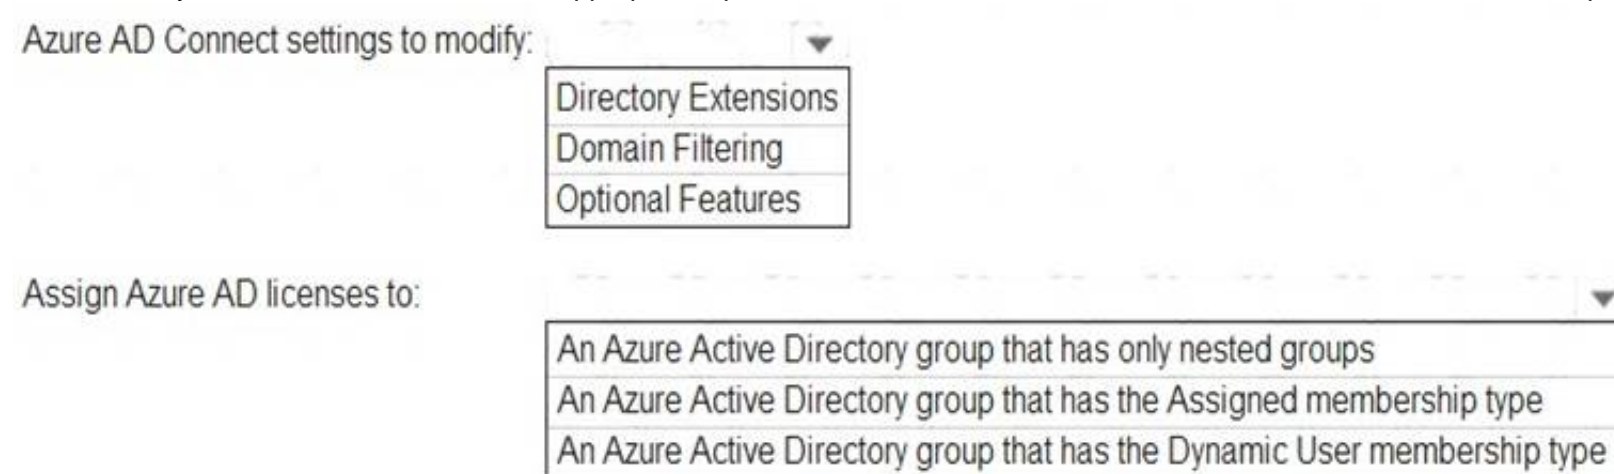 Azure AD Connect settings to modify:
Directory Extensions
Domain Filtering
Optional Features
Assign Azure AD licenses to:
An Azure Active Directory group that has only nested groups
An Azure Active Directory group that has the Assigned membership type
An Azure Active Directory group that has the Dynamic User membership type